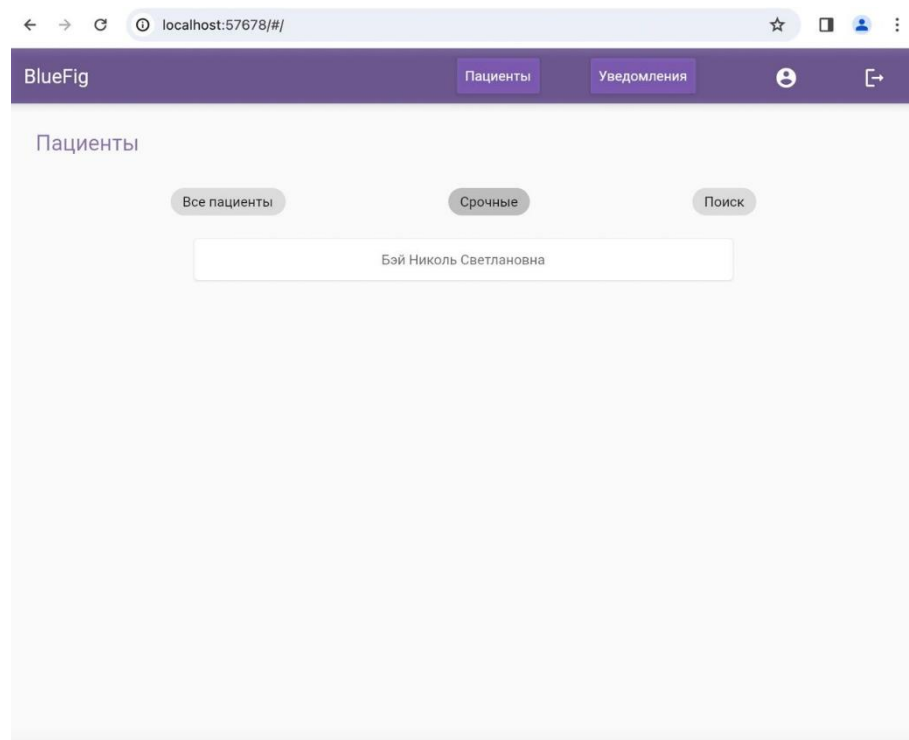 localhost:57678/#/
BlueFig Пациенты Уведомления
Пациенты
Все пациенты Срочные Поиск
Бэй Николь Светлановна